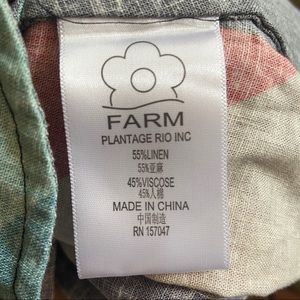 FARM
PLANTAGE RIO INC
55%LINEN
55%亚麻
45%VISCOSE
45%人棉
MADE IN CHINA
中国制造
RN 157047